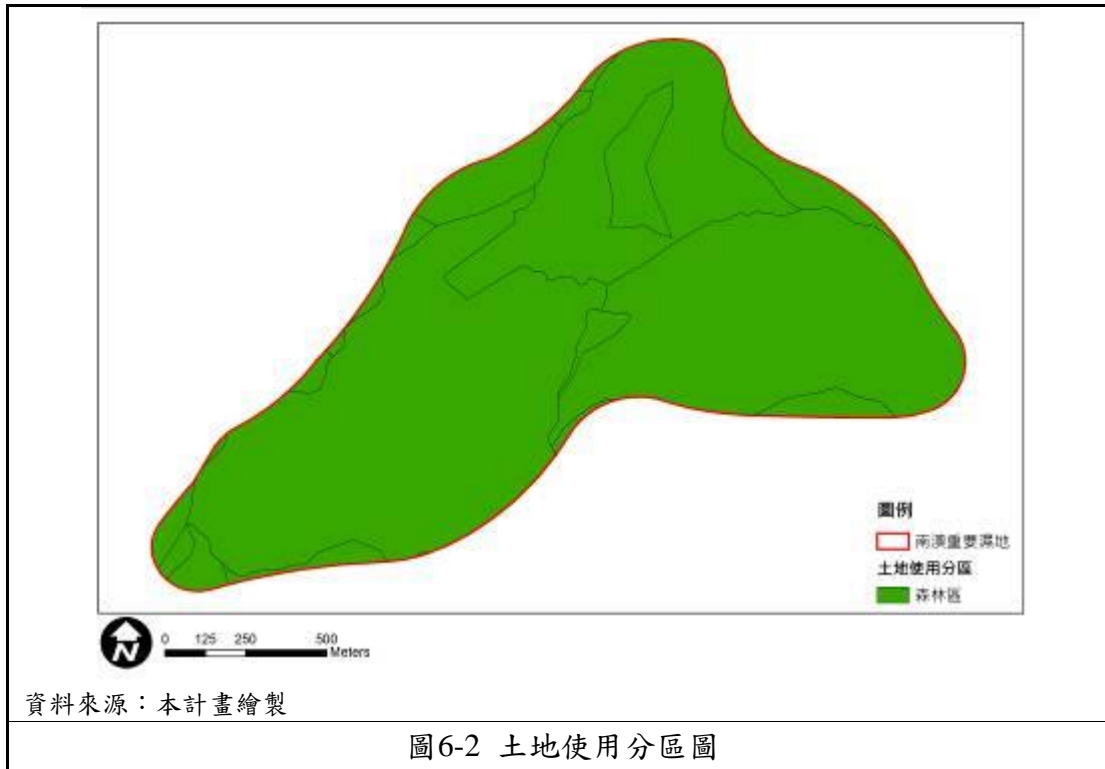 圖例
南漢重要濕地
土地使用分區
森林區
N
0 125 250 500
Meters
資料來源：本計畫繪製
圖6-2 土地使用分區圖